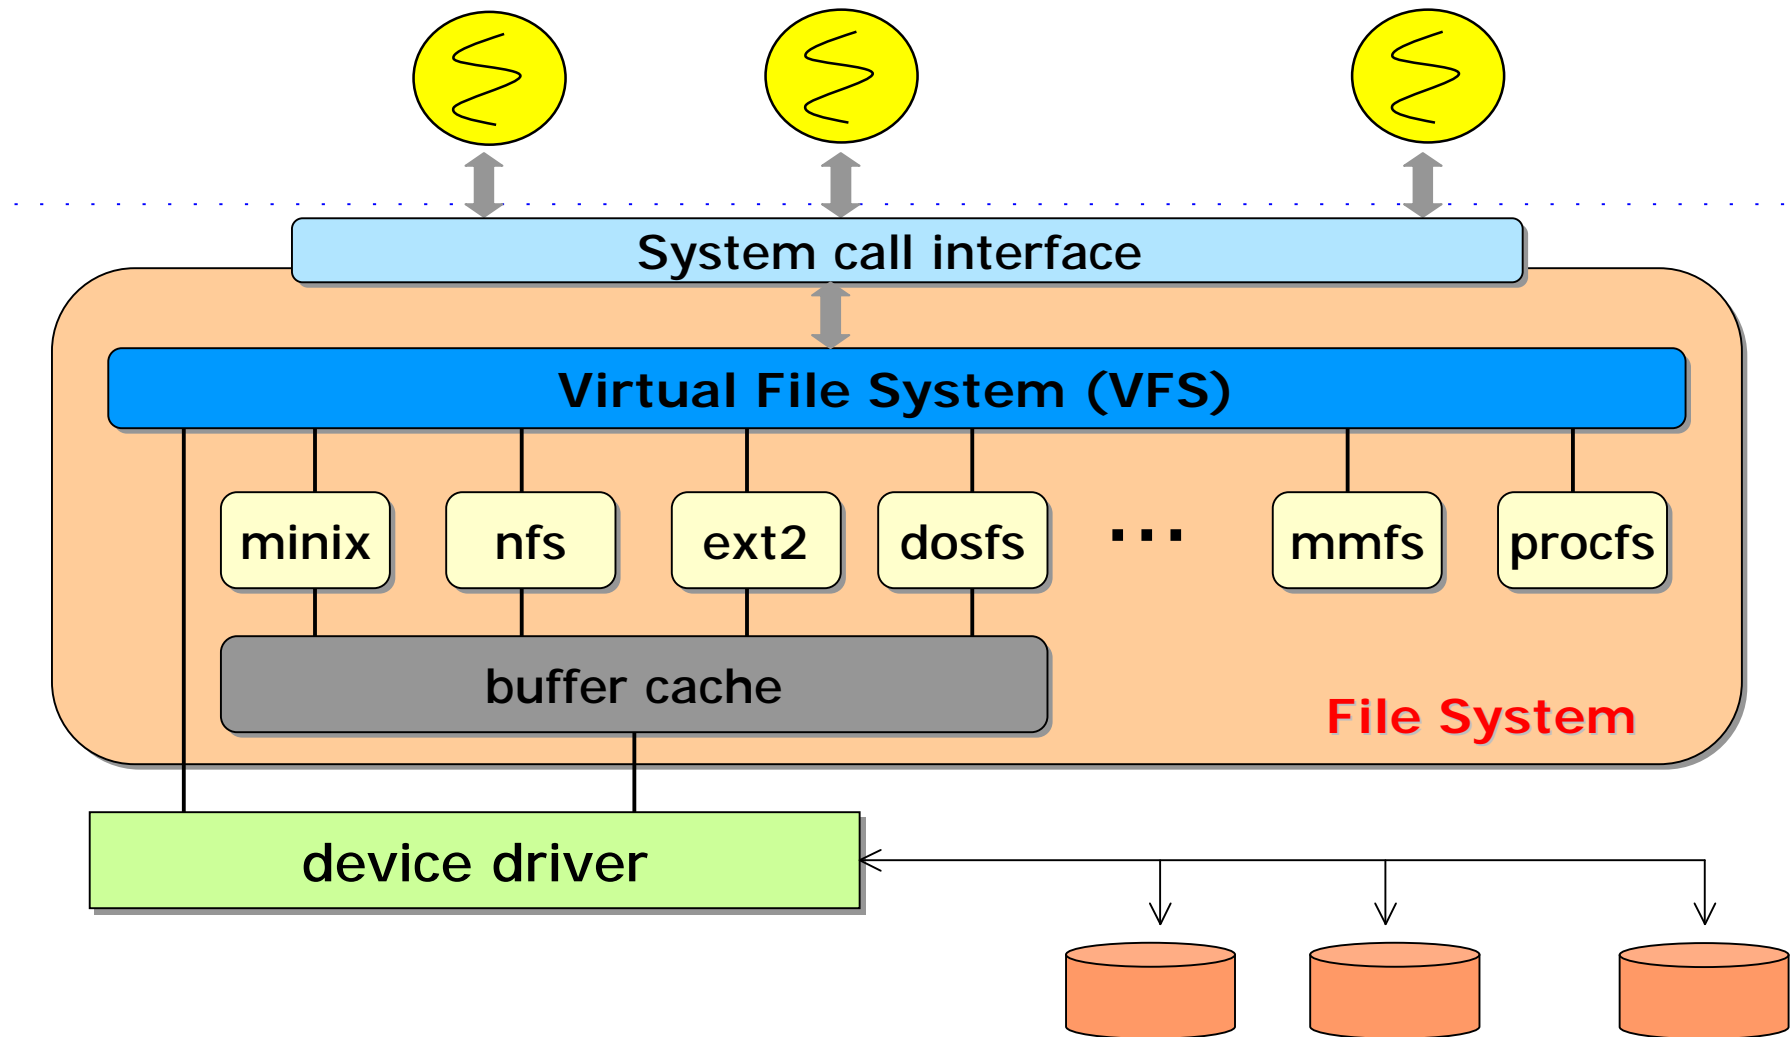 System call interface
Virtual File System (VFS)
minix nfs ext2 dosfs ... mmfs procfs
buffer cache
File System
device driver